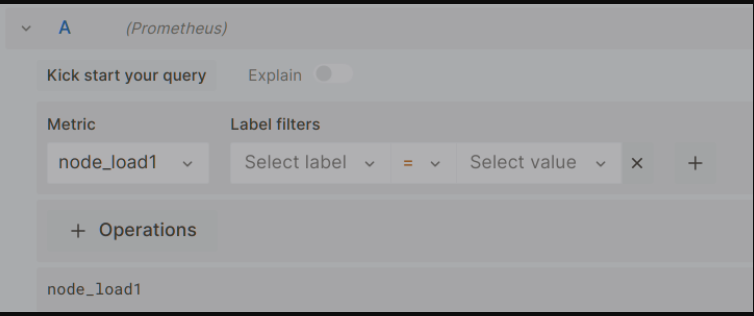 A (Prometheus)
Kick start your query Explain
Metric Label filters
node_load1 Select label = Select value × +
+ Operations
node_load1